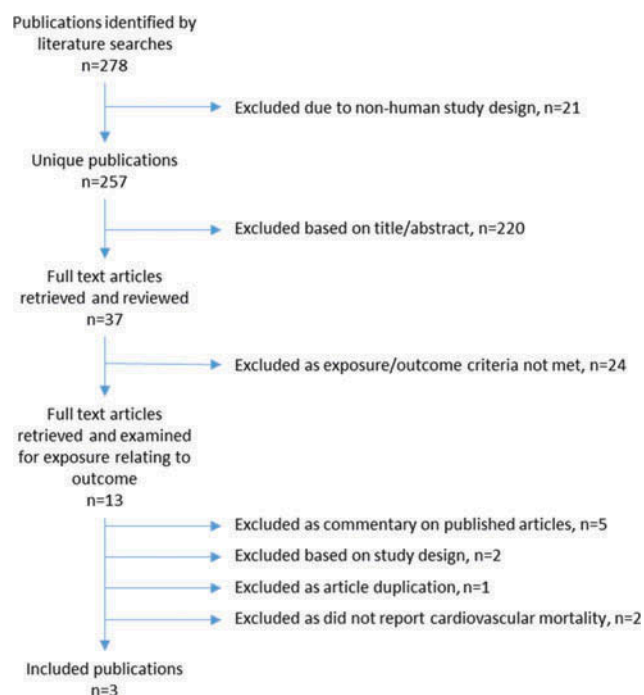 Publications identified by
literature searches
n=278
Excluded due to non-human study design, n=21
Unique publications
n=257
Excluded based on title/abstract, n=220
Full text articles
retrieved and reviewed
n=37
Excluded as exposure/outcome criteria not met, n=24
Full text articles
retrieved and examined
for exposure relating to
outcome
n=13
Excluded as commentary on published articles, n=5
Excluded based on study design, n=2
Excluded as article duplication, n=1
Excluded as did not report cardiovascular mortality, n=2
Included publications
n=3